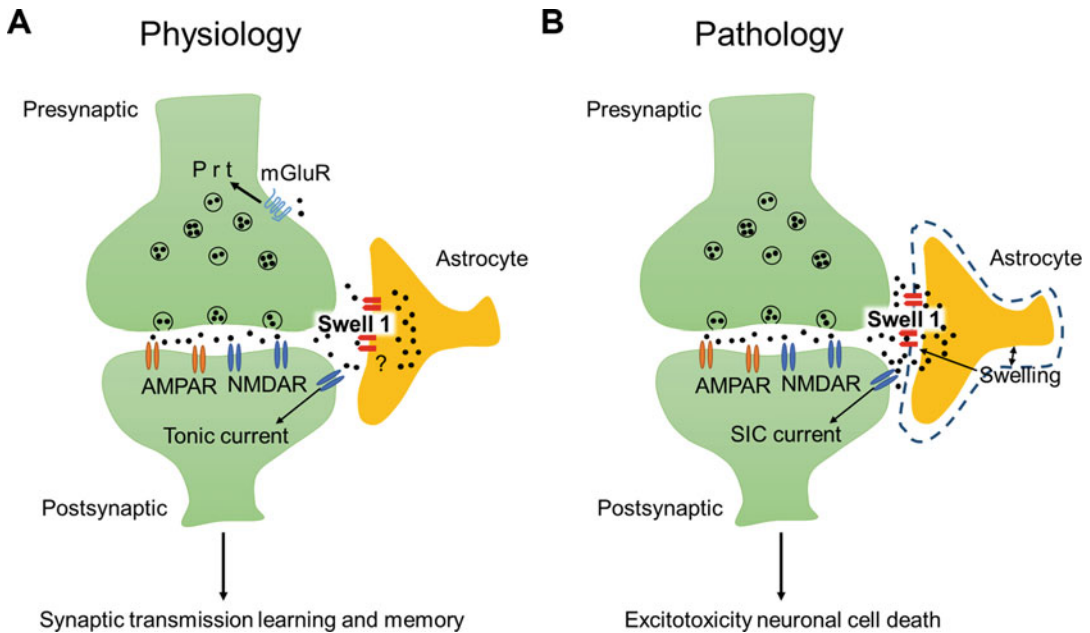 A
Physiology
Presynaptic
Prt
mGluR
Astrocyte
Swell 1
?
AMPAR
NMDAR
Tonic current
Postsynaptic
Synaptic transmission learning and memory
B
Pathology
Presynaptic
Astrocyte
Swell 1
AMPAR
NMDAR
Swelling
SIC current
Postsynaptic
Excitotoxicity neuronal cell death